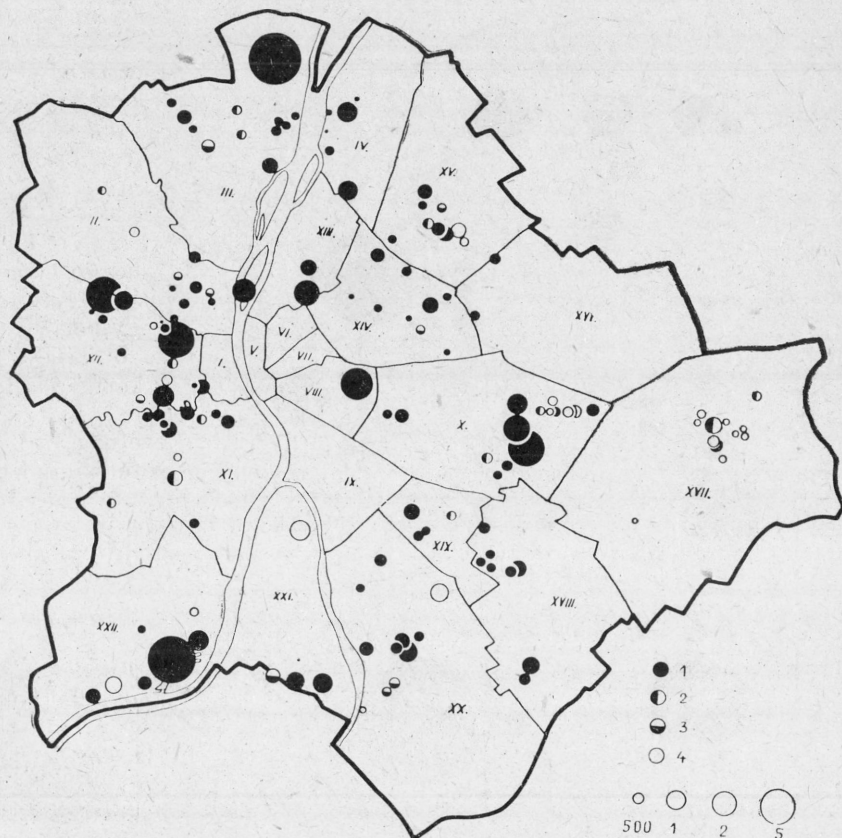 IV.
XV.
III.
II.
XIII.
XVI.
XIV.
VI.
XII.
I.
V.
VII.
VIII.
X.
XI.
IX.
XVII.
XIX.
XXI.
XVIII.
XXII.
XX.
1
2
3
4
500 1 2 5